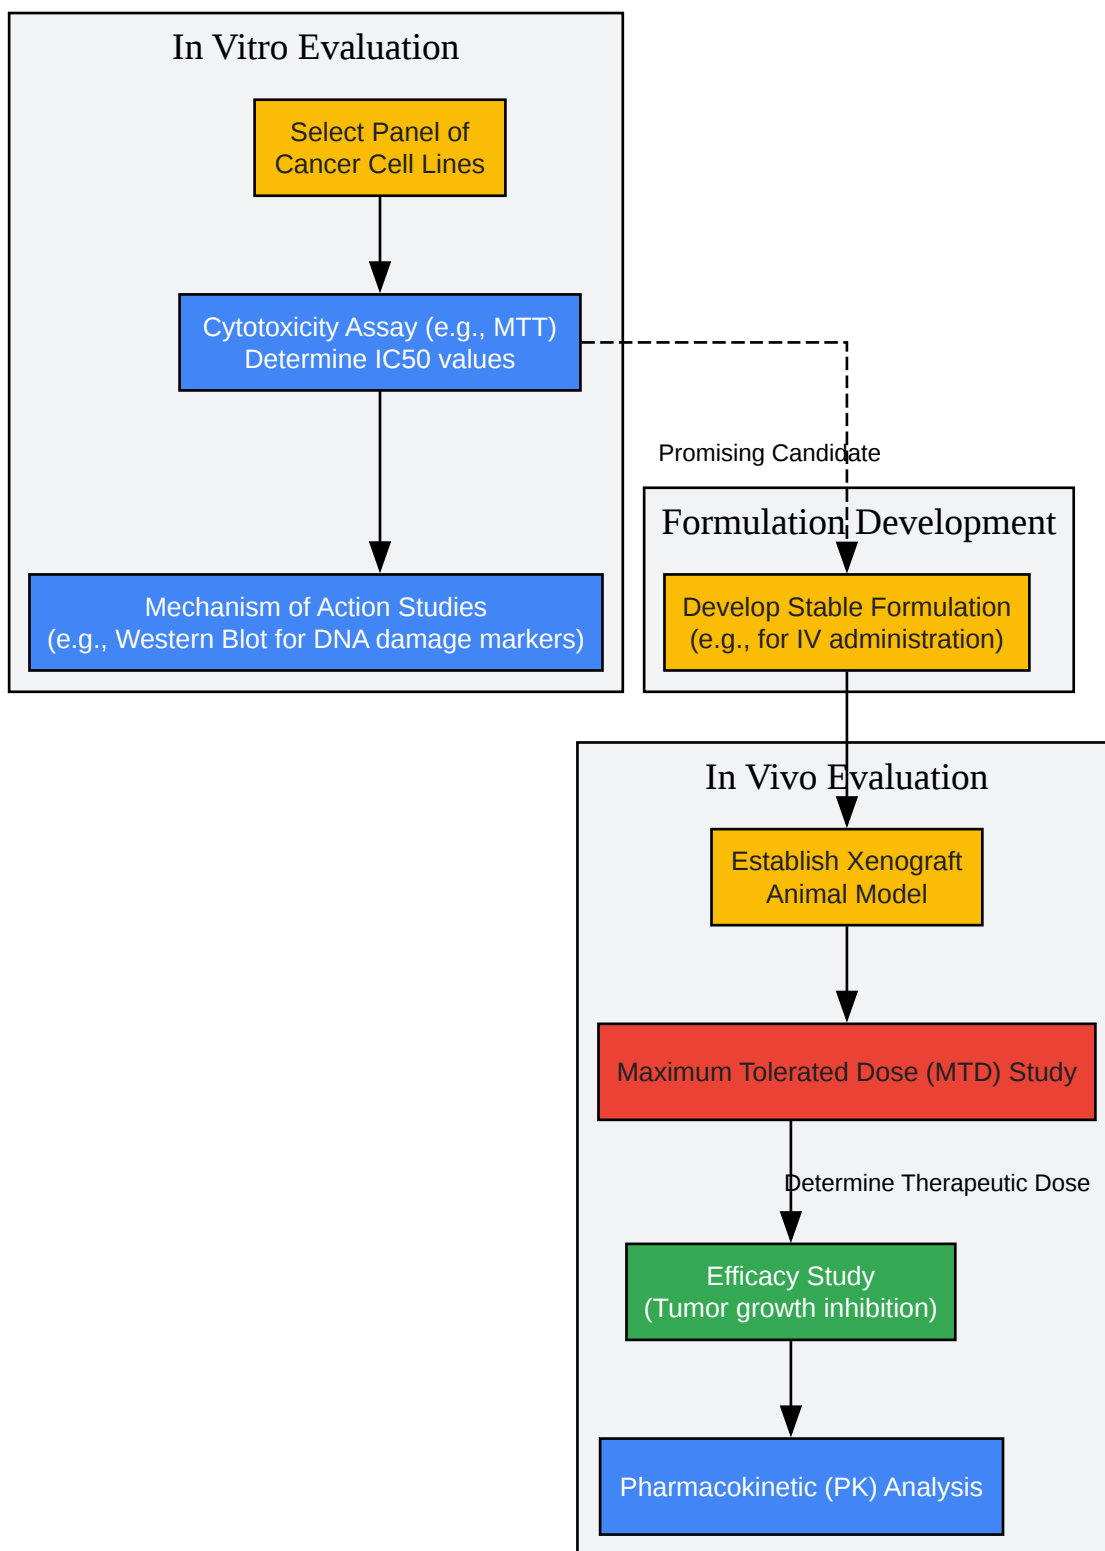 In Vitro Evaluation
Select Panel of
Cancer Cell Lines
Cytotoxicity Assay (e.g., MTT)
Determine IC50 values
Mechanism of Action Studies
(e.g., Western Blot for DNA damage markers)
Promising Candidate
Formulation Development
Develop Stable Formulation
(e.g., for IV administration)
In Vivo Evaluation
Establish Xenograft
Animal Model
Maximum Tolerated Dose (MTD) Study
Determine Therapeutic Dose
Efficacy Study
(Tumor growth inhibition)
Pharmacokinetic (PK) Analysis